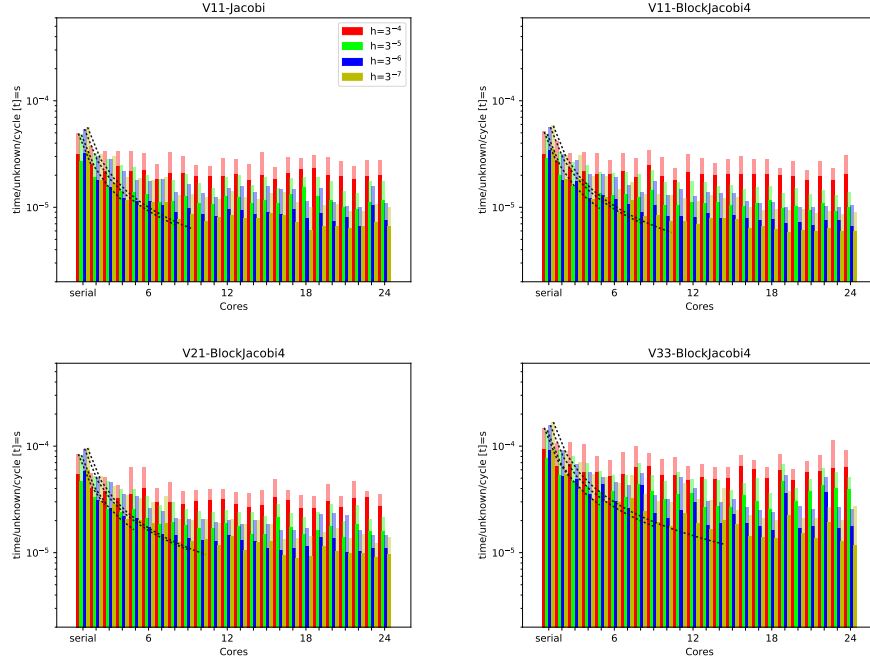 V11-Jacobi
time/unknown/cycle [t]=s
10⁻⁴
10⁻⁵
h=3⁻⁴
h=3⁻⁵
h=3⁻⁶
h=3⁻⁷
serial 6 12 18 24
Cores
V11-BlockJacobi4
time/unknown/cycle [t]=s
10⁻⁴
10⁻⁵
serial 6 12 18 24
Cores
V21-BlockJacobi4
time/unknown/cycle [t]=s
10⁻⁴
10⁻⁵
serial 6 12 18 24
Cores
V33-BlockJacobi4
time/unknown/cycle [t]=s
10⁻⁴
10⁻⁵
serial 6 12 18 24
Cores